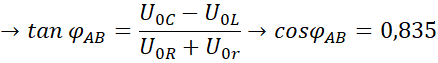 → tan φ_AB = (U_0C − U_0L) / (U_0R + U_0r) → cosφ_AB = 0,835